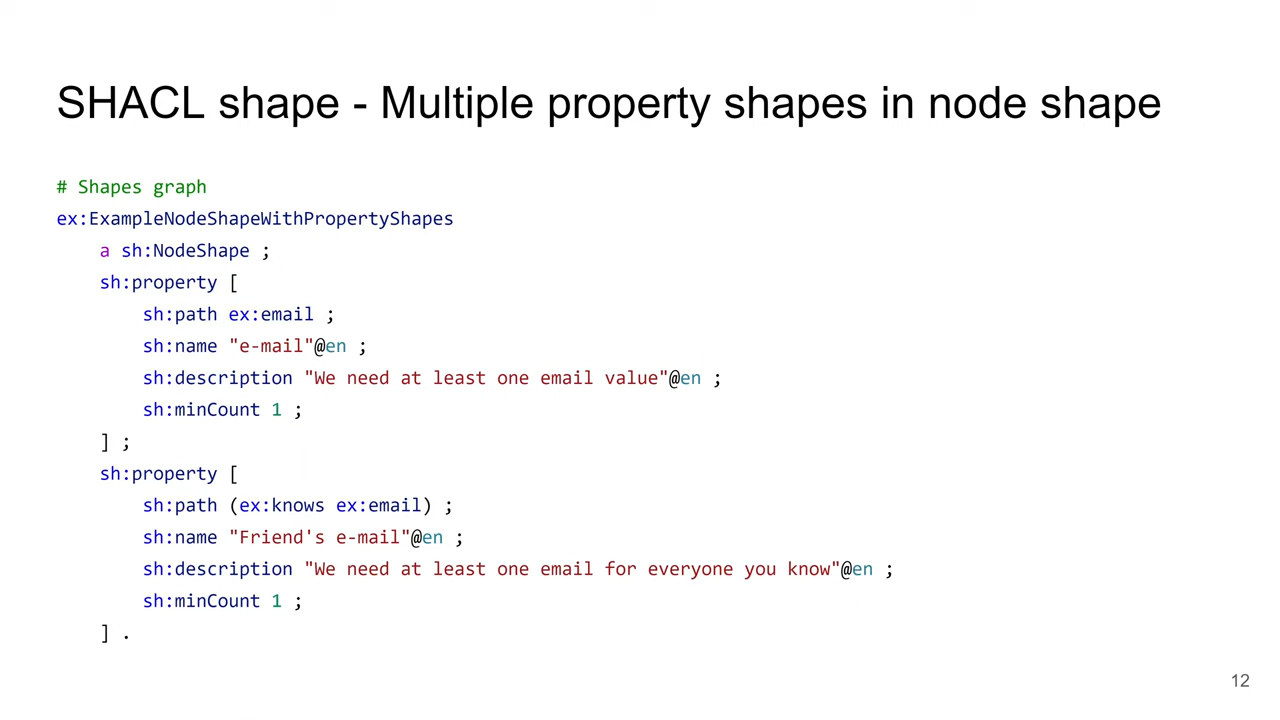 SHACL shape - Multiple property shapes in node shape
# Shapes graph
ex:ExampleNodeShapeWithPropertyShapes
    a sh:NodeShape ;
    sh:property [
        sh:path ex:email ;
        sh:name "e-mail"@en ;
        sh:description "We need at least one email value"@en ;
        sh:minCount 1 ;
    ] ;
    sh:property [
        sh:path (ex:knows ex:email) ;
        sh:name "Friend's e-mail"@en ;
        sh:description "We need at least one email for everyone you know"@en ;
        sh:minCount 1 ;
    ] .
12